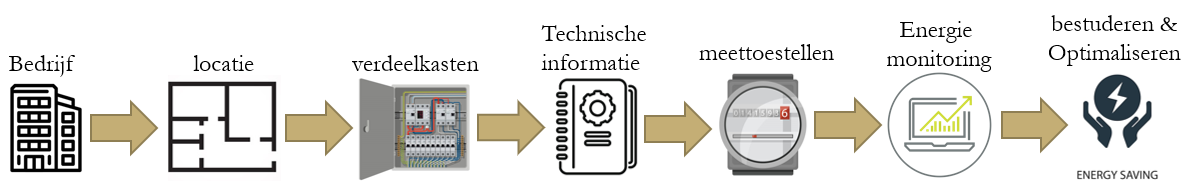 Bedrijf
locatie
verdeelkasten
Technische
informatie
meettoestellen
Energie
monitoring
bestuderen &
Optimaliseren
ENERGY SAVING